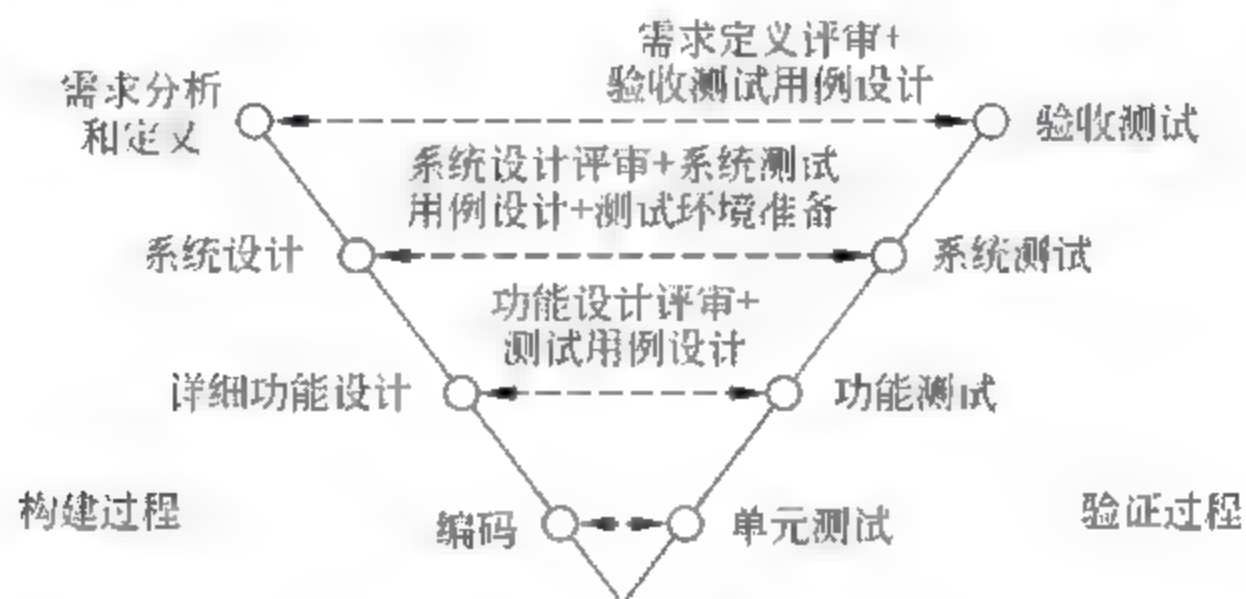 需求定义评审+
验收测试用例设计
需求分析
和定义
验收测试
系统设计评审+系统测试
用例设计+测试环境准备
系统设计
系统测试
功能设计评审+
测试用例设计
详细功能设计
功能测试
构建过程
编码
单元测试
验证过程